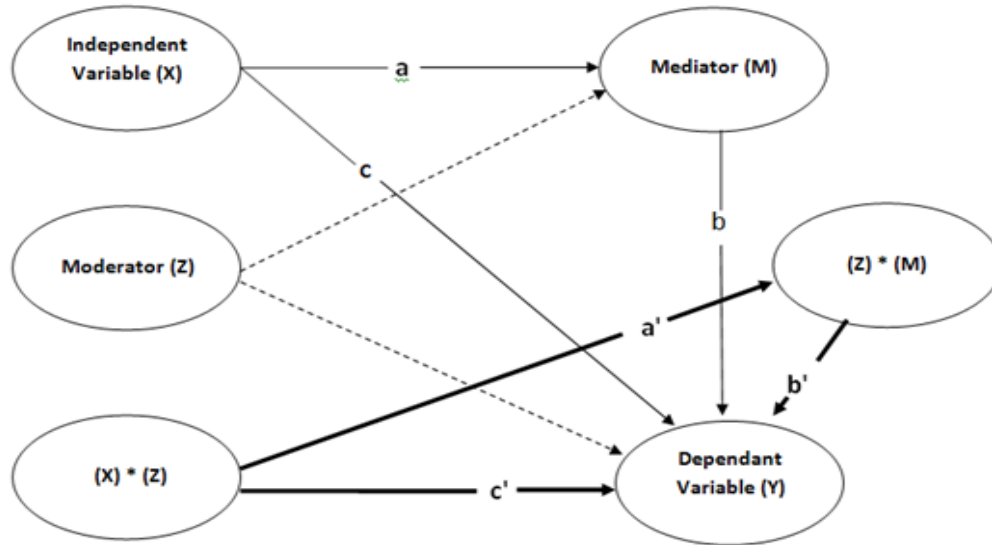 Independent
Variable (X)
a
Mediator (M)
c
b
Moderator (Z)
(Z) * (M)
a'
b'
(X) * (Z)
c'
Dependant
Variable (Y)